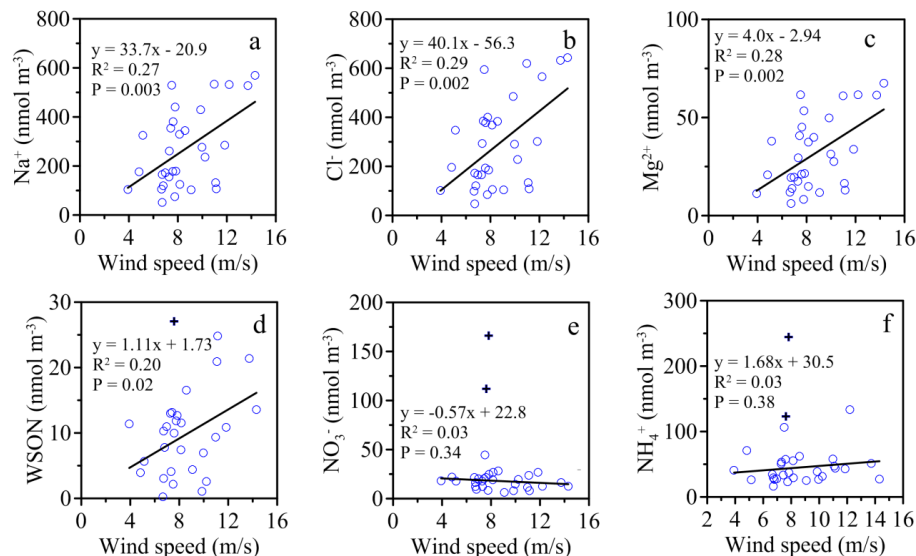 800
600
400
200
0
Na⁺ (nmol m⁻³)
a
y = 33.7x - 20.9
R² = 0.27
P = 0.003
0 4 8 12 16
Wind speed (m/s)
800
600
400
200
0
Cl⁻ (nmol m⁻³)
b
y = 40.1x - 56.3
R² = 0.29
P = 0.002
0 4 8 12 16
Wind speed (m/s)
100
50
0
Mg²⁺ (nmol m⁻³)
c
y = 4.0x - 2.94
R² = 0.28
P = 0.002
0 4 8 12 16
Wind speed (m/s)
30
20
10
0
WSON (nmol m⁻³)
d
y = 1.11x + 1.73
R² = 0.20
P = 0.02
0 4 8 12 16
Wind speed (m/s)
200
150
100
50
0
NO₃⁻ (nmol m⁻³)
e
y = -0.57x + 22.8
R² = 0.03
P = 0.34
0 4 8 12 16
Wind speed (m/s)
300
200
100
0
NH₄⁺ (nmol m⁻³)
f
y = 1.68x + 30.5
R² = 0.03
P = 0.38
2 4 6 8 10 12 14 16
Wind speed (m/s)